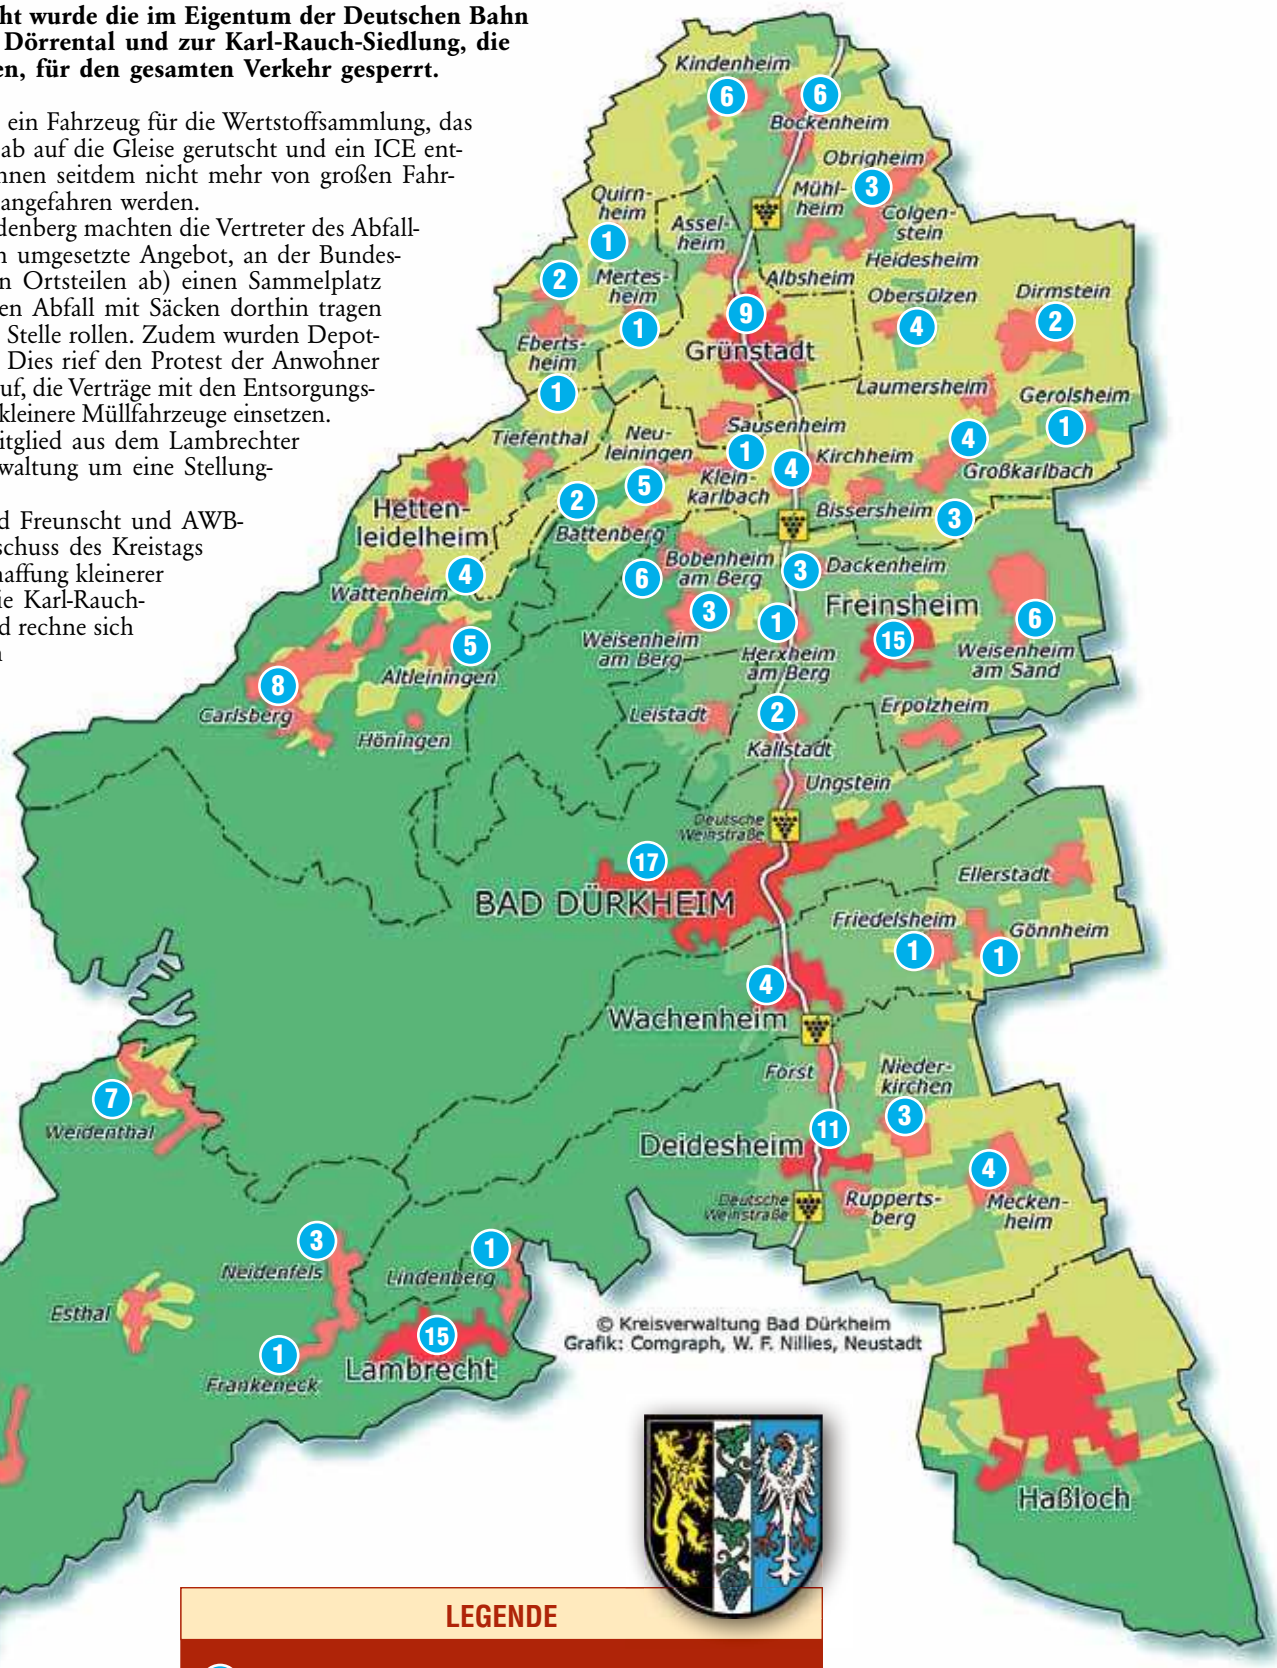 ht wurde die im Eigentum der Deutschen Bahn
Dörrental und zur Karl-Rauch-Siedlung, die
en, für den gesamten Verkehr gesperrt.
ein Fahrzeug für die Wertstoffsammlung, das
ab auf die Gleise gerutscht und ein ICE ent-
nnen seitdem nicht mehr von großen Fahr-
angefahren werden.
denberg machten die Vertreter des Abfall-
n umgesetzte Angebot, an der Bundes-
n Ortsteilen ab) einen Sammelplatz
en Abfall mit Säcken dorthin tragen
Stelle rollen. Zudem wurden Depot-
Dies rief den Protest der Anwohner
uf, die Verträge mit den Entsorgungs-
kleinere Müllfahrzeuge einsetzen.
itglied aus dem Lambrechter
waltung um eine Stellung-
d Freunscht und AWB-
schuss des Kreistags
haffung kleinerer
ie Karl-Rauch-
d rechne sich
n
Kindenheim
6
6
Bockenheim
Obrigheim
3
Mühl-
heim
Colgen-
stein
Heidesheim
Quirn-
heim
1
Assel-
heim
Albsheim
2
Mertes-
heim
1
9
Grünstadt
Obersülzen
4
Dirmstein
2
Eberts-
heim
1
Laumersheim
Gerolsheim
1
Tiefenthal
Neu-
leiningen
5
Sausenheim
1
4
Kirchheim
4
Großkarlbach
Klein-
karlbach
Hetten-
leidelheim
4
2
Battenberg
Bissersheim
3
Wattenheim
6
Bobenheim
am Berg
3
Dackenheim
3
Freinsheim
15
6
Weisenheim
am Sand
Weisenheim
am Berg
1
Herxheim
am Berg
5
Altleiningen
8
Carlsberg
Höningen
Leistadt
2
Kallstadt
Erpolzheim
Ungstein
Deutsche
Weinstraße
17
BAD DÜRKHEIM
Ellerstadt
Friedelsheim
1
Gönnheim
1
4
Wachenheim
Forst
Nieder-
kirchen
3
7
Weidenthal
Deidesheim
11
4
Mecken-
heim
Deutsche
Weinstraße
Rupperts-
berg
3
Neidenfels
1
Lindenberg
Esthal
1
Frankeneck
15
Lambrecht
© Kreisverwaltung Bad Dürkheim
Grafik: Comgraph, W. F. Nillies, Neustadt
Haßloch
LEGENDE